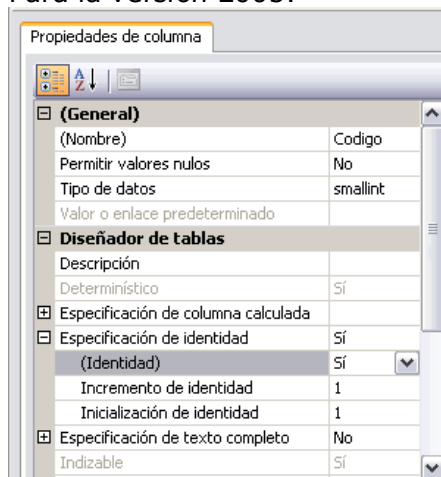 Para la versión 2005:
Propiedades de columna
(General)
(Nombre) Codigo
Permitir valores nulos No
Tipo de datos smallint
Valor o enlace predeterminado
Diseñador de tablas
Descripción
Determinístico Sí
Especificación de columna calculada
Especificación de identidad Sí
(Identidad) Sí
Incremento de identidad 1
Inicialización de identidad 1
Especificación de texto completo No
Indizable Sí